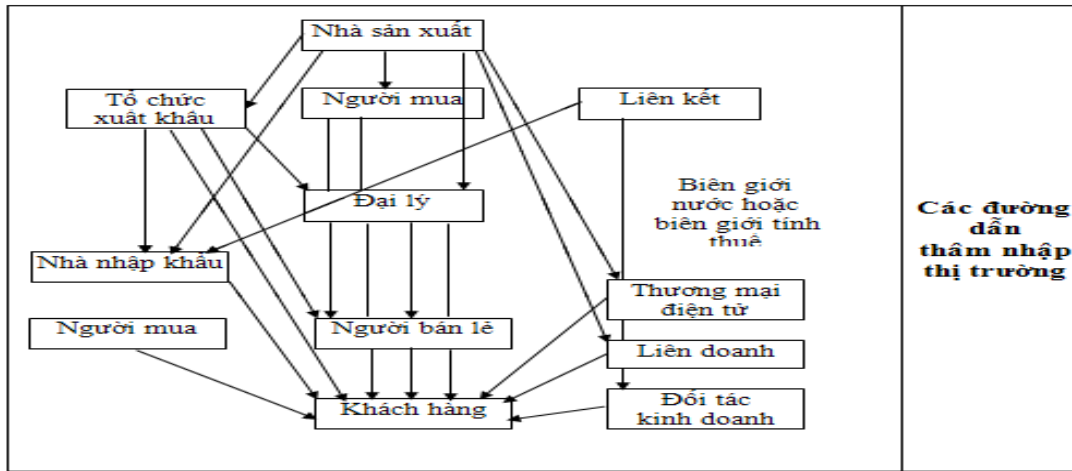 Nhà sản xuất
Tổ chức
xuất khẩu
Người mua
Liên kết
Đại lý
Biên giới
nước hoặc
biên giới tính
thuế
Nhà nhập khẩu
Thương mại
điện tử
Người mua
Người bán lẻ
Liên doanh
Khách hàng
Đối tác
kinh doanh
Các đường
dẫn
thâm nhập
thị trường